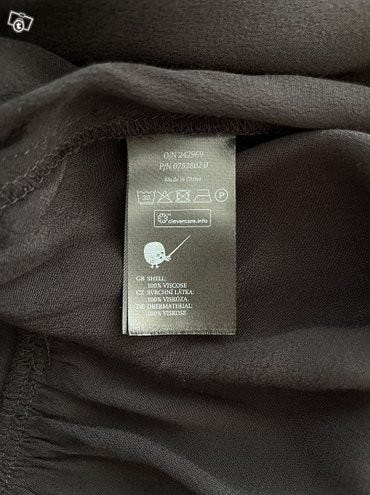 O/N 242969
P/N 0752802 0
Made in China
30 P
clevercare.info
GB SHELL:
100% VISCOSE
CZ SVRCHNÍ LÁTKA:
100% VISKÓZA
DE OBERMATERIAL:
100% VISKOSE